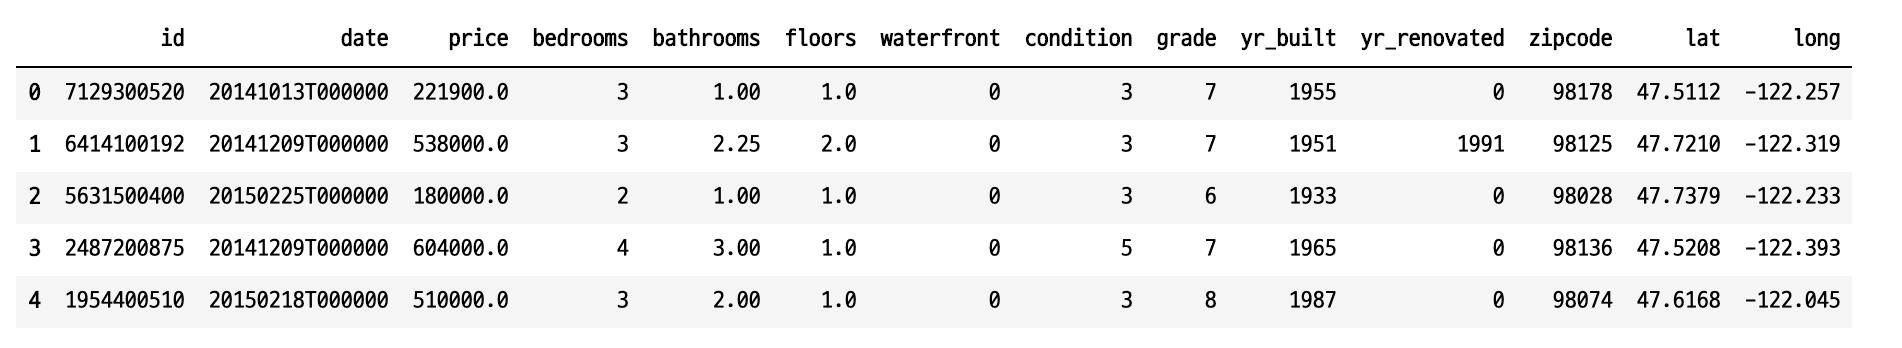 id date price bedrooms bathrooms floors waterfront condition grade yr_built yr_renovated zipcode lat long
0 7129300520 20141013T000000 221900.0 3 1.00 1.0 0 3 7 1955 0 98178 47.5112 -122.257
1 6414100192 20141209T000000 538000.0 3 2.25 2.0 0 3 7 1951 1991 98125 47.7210 -122.319
2 5631500400 20150225T000000 180000.0 2 1.00 1.0 0 3 6 1933 0 98028 47.7379 -122.233
3 2487200875 20141209T000000 604000.0 4 3.00 1.0 0 5 7 1965 0 98136 47.5208 -122.393
4 1954400510 20150218T000000 510000.0 3 2.00 1.0 0 3 8 1987 0 98074 47.6168 -122.045